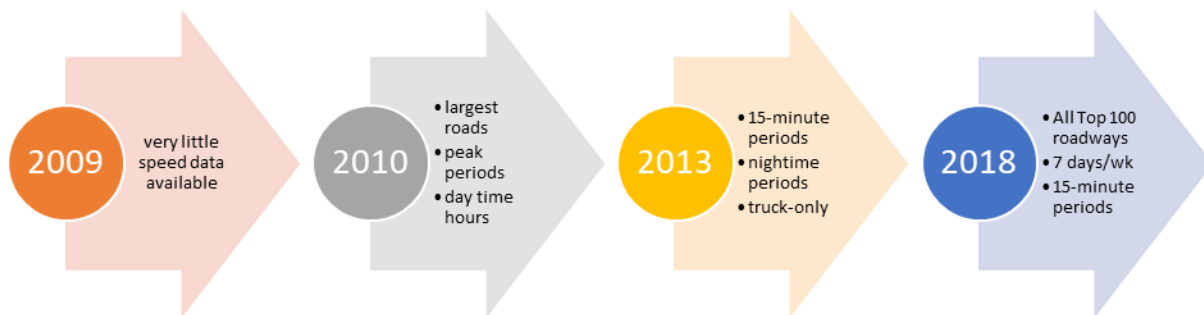 2009
very little
speed data
available
2010
• largest
roads
• peak
periods
• day time
hours
2013
• 15-minute
periods
• nightime
periods
• truck-only
2018
• All Top 100
roadways
• 7 days/wk
• 15-minute
periods